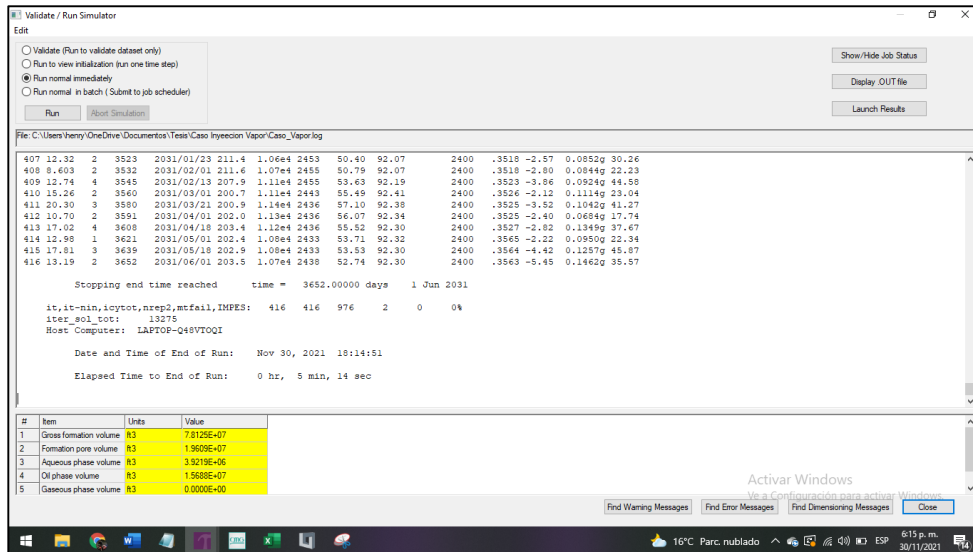 Validate / Run Simulator
Edit
Validate (Run to validate dataset only)
Run to view initialization (run one time step)
Run normal immediately
Run normal in batch ( Submit to job scheduler)
Run Abort Simulation
Show/Hide Job Status
Display .OUT file
Launch Results
File: C:\Users\henry\OneDrive\Documentos\Tesis\Caso Inyeecion Vapor\Caso_Vapor.log
407 12.32 2 3523 2031/01/23 211.4 1.06e4 2453 50.40 92.07 2400 .3518 -2.57 0.0852g 30.26
408 8.603 2 3532 2031/02/01 211.6 1.07e4 2455 50.79 92.07 2400 .3518 -2.80 0.0844g 22.23
409 12.74 4 3545 2031/02/13 207.9 1.11e4 2455 53.63 92.19 2400 .3523 -3.86 0.0924g 44.58
410 15.26 2 3560 2031/03/01 200.7 1.11e4 2443 55.49 92.41 2400 .3526 -2.12 0.1114g 23.04
411 20.30 3 3580 2031/03/21 200.9 1.14e4 2436 57.10 92.38 2400 .3525 -3.52 0.1042g 41.27
412 10.70 2 3591 2031/04/01 202.0 1.13e4 2436 56.07 92.34 2400 .3525 -2.40 0.0684g 17.74
413 17.02 4 3608 2031/04/18 203.4 1.12e4 2436 55.52 92.30 2400 .3527 -2.82 0.1349g 37.67
414 12.98 1 3621 2031/05/01 202.4 1.08e4 2433 53.71 92.32 2400 .3565 -2.22 0.0950g 22.34
415 17.81 3 3639 2031/05/18 202.9 1.08e4 2433 53.53 92.30 2400 .3564 -4.42 0.1257g 45.87
416 13.19 2 3652 2031/06/01 203.5 1.07e4 2438 52.74 92.30 2400 .3563 -5.45 0.1462g 35.57
Stopping end time reached time = 3652.00000 days 1 Jun 2031
it,it-nin,icytot,nrep2,mtfail,IMPES: 416 416 976 2 0 0%
iter_sol_tot: 13275
Host Computer: LAPTOP-Q48VTOQI
Date and Time of End of Run: Nov 30, 2021 18:14:51
Elapsed Time to End of Run: 0 hr, 5 min, 14 sec
# Item Units Value
1 Gross formation volume ft3 7.8125E+07
2 Formation pore volume ft3 1.9609E+07
3 Aqueous phase volume ft3 3.9219E+06
4 Oil phase volume ft3 1.5688E+07
5 Gaseous phase volume ft3 0.0000E+00
Activar Windows
Ve a Configuración para activar Windows.
Find Warning Messages Find Error Messages Find Dimensioning Messages Close
16°C Parc. nublado ESP 6:15 p. m.
30/11/2021